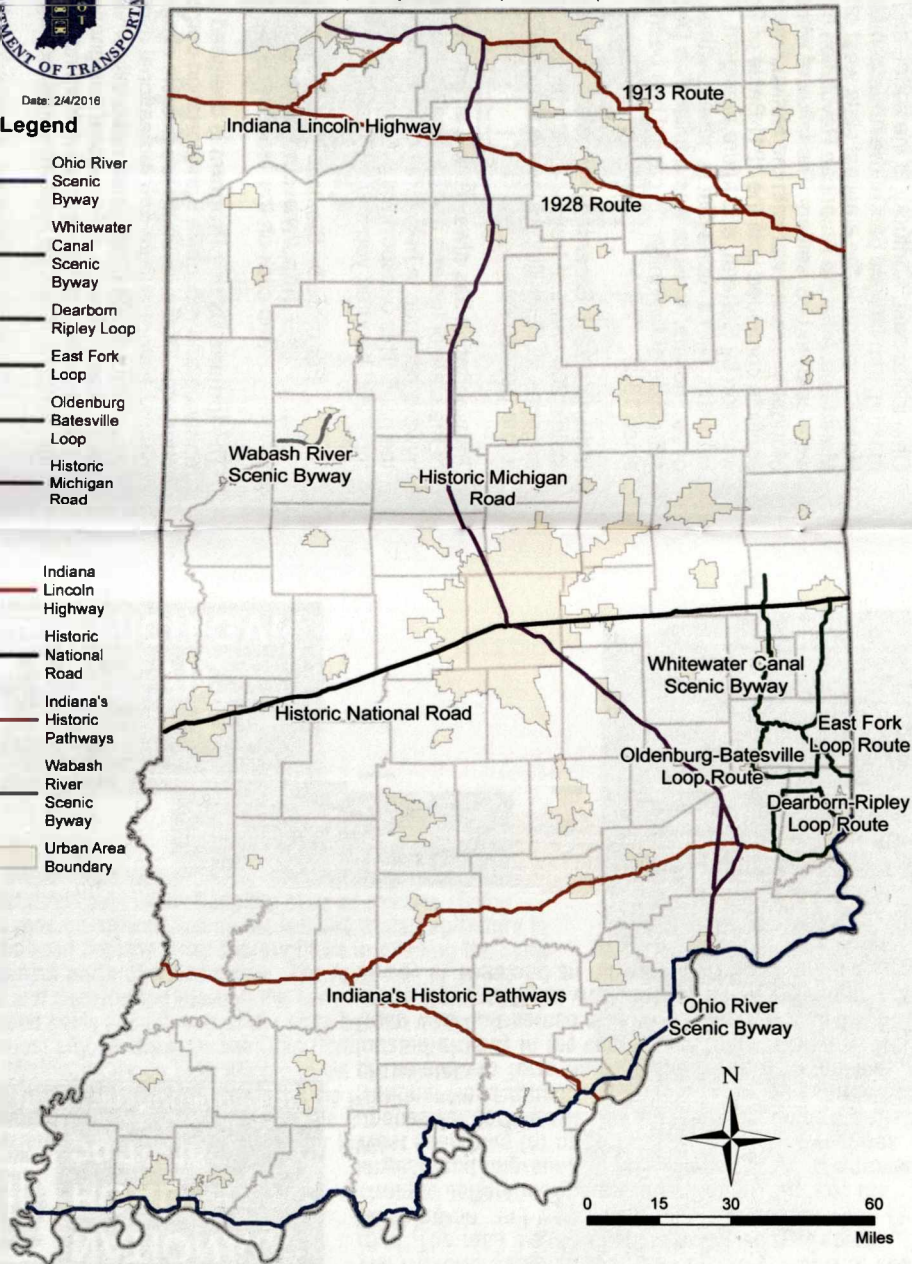 MENT OF TRANSPORTA
Date: 2/4/2016
Legend
Ohio River
Scenic
Byway
Whitewater
Canal
Scenic
Byway
Dearborn
Ripley Loop
East Fork
Loop
Oldenburg
Batesville
Loop
Historic
Michigan
Road
Indiana
Lincoln
Highway
Historic
National
Road
Indiana's
Historic
Pathways
Wabash
River
Scenic
Byway
Urban Area
Boundary
1913 Route
Indiana Lincoln Highway
1928 Route
Wabash River
Scenic Byway
Historic Michigan
Road
Whitewater Canal
Scenic Byway
Historic National Road
East Fork
Loop Route
Oldenburg-Batesville
Loop Route
Dearborn-Ripley
Loop Route
Indiana's Historic Pathways
Ohio River
Scenic Byway
N
0 15 30 60
Miles